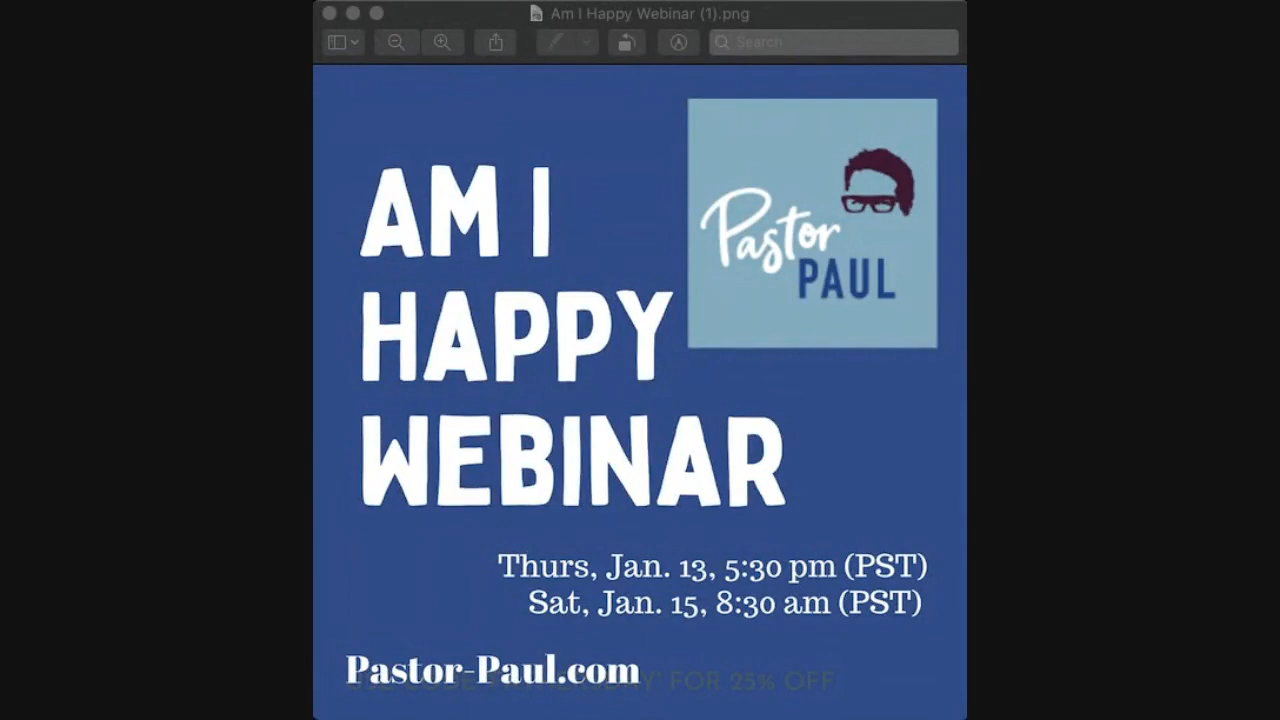 Am I Happy Webinar (1).png
Search
Pastor
PAUL
AM I
HAPPY
WEBINAR
Thurs, Jan. 13, 5:30 pm (PST)
Sat, Jan. 15, 8:30 am (PST)
Pastor-Paul.com
FOR 25% OFF